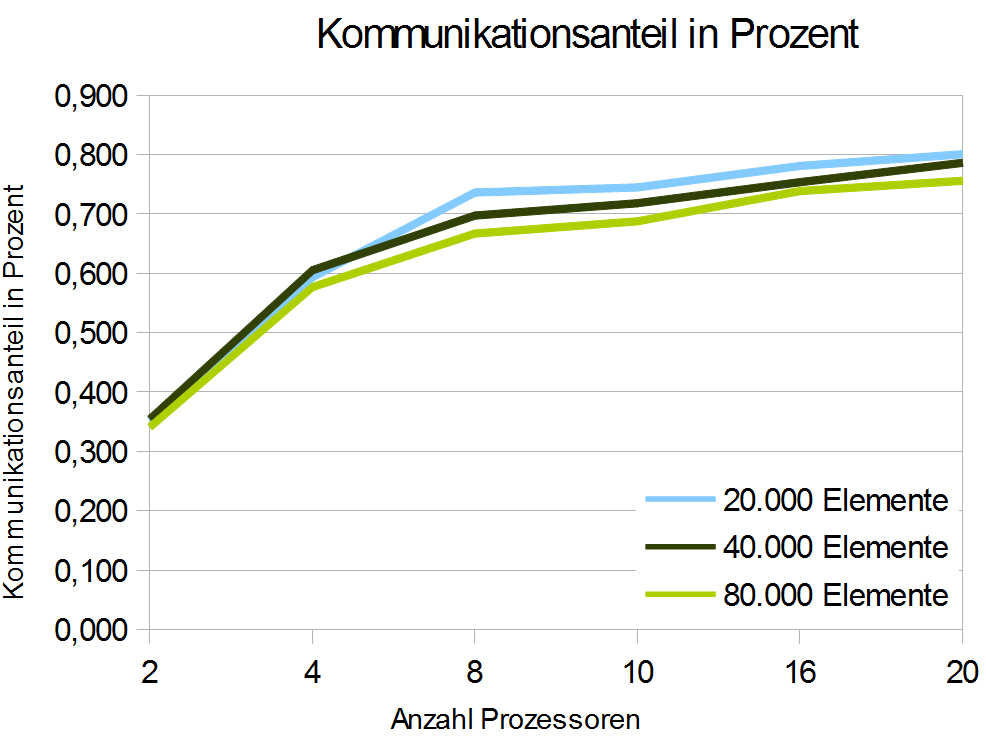 Kommunikationsanteil in Prozent
Kommunikationsanteil in Prozent
0,900
0,800
0,700
0,600
0,500
0,400
0,300
0,200
0,100
0,000
20.000 Elemente
40.000 Elemente
80.000 Elemente
2 4 8 10 16 20
Anzahl Prozessoren